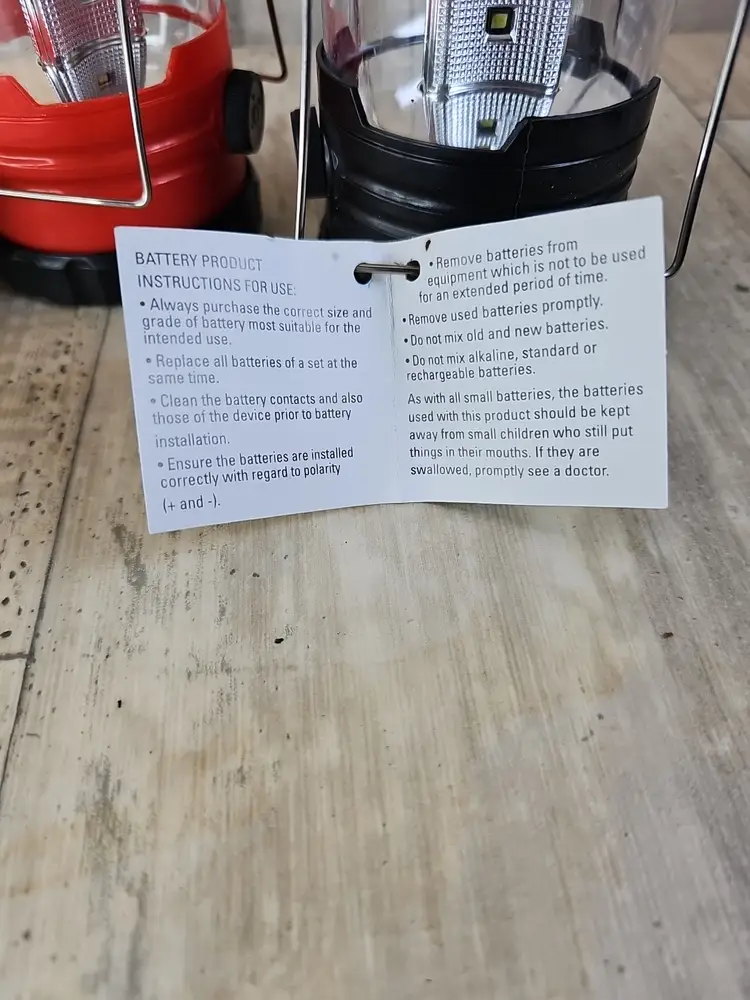 BATTERY PRODUCT
INSTRUCTIONS FOR USE:
• Always purchase the correct size and
grade of battery most suitable for the
intended use.
• Replace all batteries of a set at the
same time.
• Clean the battery contacts and also
those of the device prior to battery
installation.
• Ensure the batteries are installed
correctly with regard to polarity
(+ and -).
• Remove batteries from
equipment which is not to be used
for an extended period of time.
• Remove used batteries promptly.
• Do not mix old and new batteries.
• Do not mix alkaline, standard or
rechargeable batteries.
As with all small batteries, the batteries
used with this product should be kept
away from small children who still put
things in their mouths. If they are
swallowed, promptly see a doctor.